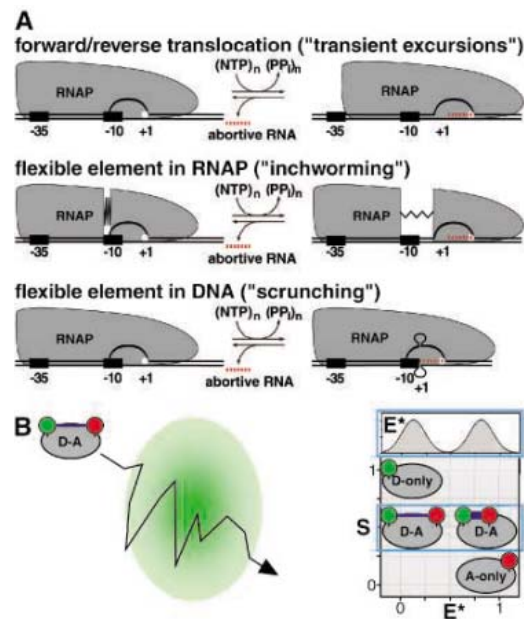 A
forward/reverse translocation ("transient excursions")
(NTP)n (PPi)n
RNAP RNAP
-35 -10 +1 abortive RNA -35 -10 +1
flexible element in RNAP ("inchworming")
(NTP)n (PPi)n
RNAP RNAP
-35 -10 +1 abortive RNA -35 -10 +1
flexible element in DNA ("scrunching")
(NTP)n (PPi)n
RNAP RNAP
-35 -10 +1 abortive RNA -35 -10 +1
B
D-A
E*
1
D-only
S
D-A D-A
A-only
0
0 1
E*